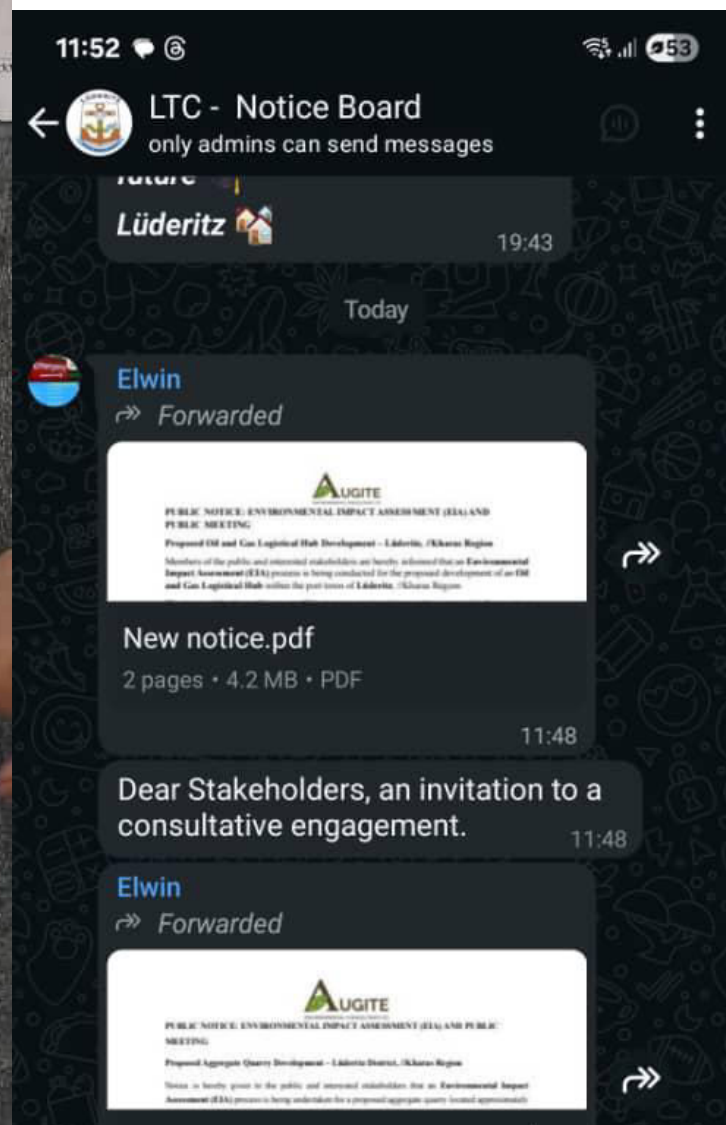 11:52
53
LTC - Notice Board
only admins can send messages
future
Lüderitz
19:43
Today
Elwin
Forwarded
AUGITE
PUBLIC NOTICE: ENVIRONMENTAL IMPACT ASSESSMENT (EIA) AND
PUBLIC MEETING
Proposed Oil and Gas Logistical Hub Development – Lüderitz, //Kharas Region
Members of the public and interested stakeholders are hereby informed that an Environmental
Impact Assessment (EIA) process is being conducted for the proposed development of an Oil
and Gas Logistical Hub within the port town of Lüderitz, //Kharas Region
New notice.pdf
2 pages • 4.2 MB • PDF
11:48
Dear Stakeholders, an invitation to a
consultative engagement.
11:48
Elwin
Forwarded
AUGITE
PUBLIC NOTICE: ENVIRONMENTAL IMPACT ASSESSMENT (EIA) AND PUBLIC
MEETING
Proposed Aggregate Quarry Development – Lüderitz District, //Kharas Region
Notice is hereby given to the public and interested stakeholders that an Environmental Impact
Assessment (EIA) process is being undertaken for a proposed aggregate quarry located approximately